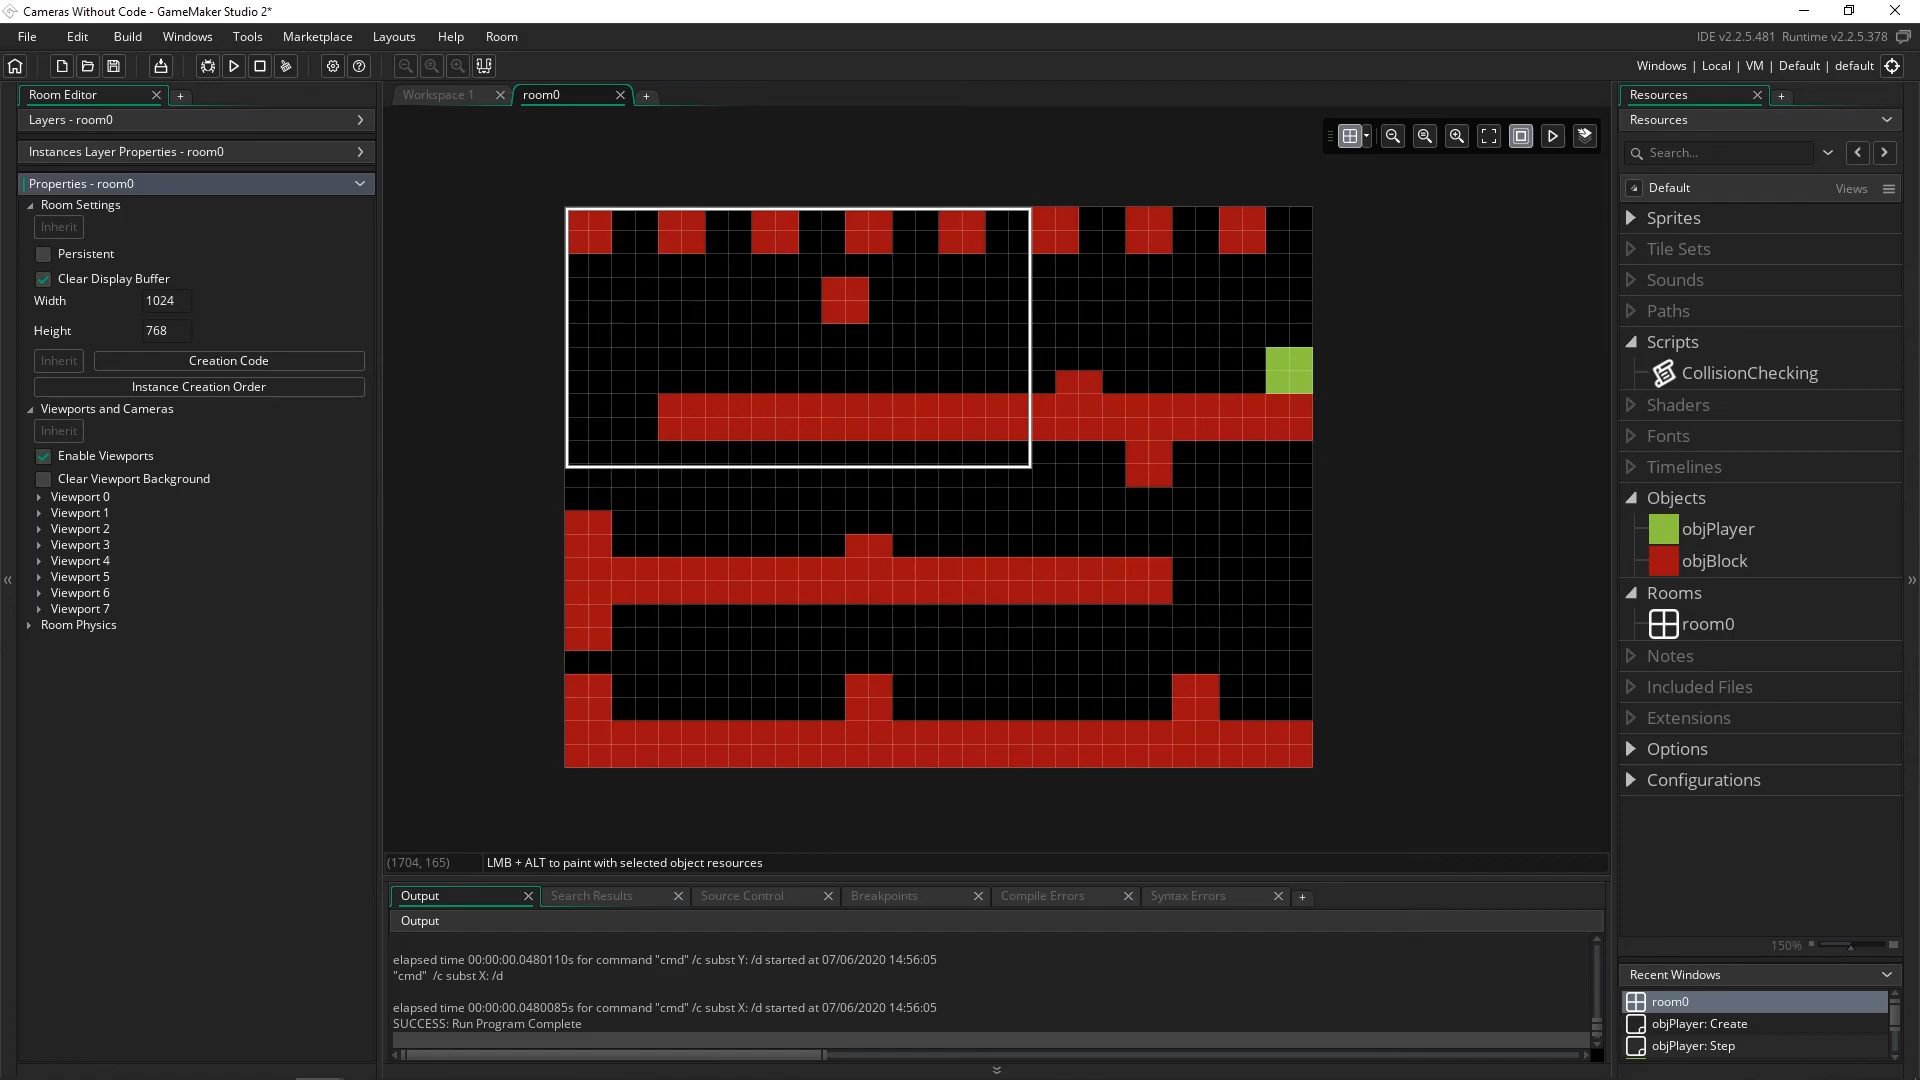 Cameras Without Code - GameMaker Studio 2*
File Edit Build Windows Tools Marketplace Layouts Help Room
IDE v2.2.5.481 Runtime v2.2.5.378
Windows | Local | VM | Default | default
Room Editor
Layers - room0
Instances Layer Properties - room0
Properties - room0
Room Settings
Inherit
Persistent
Clear Display Buffer
Width 1024
Height 768
Inherit Creation Code
Instance Creation Order
Viewports and Cameras
Inherit
Enable Viewports
Clear Viewport Background
Viewport 0
Viewport 1
Viewport 2
Viewport 3
Viewport 4
Viewport 5
Viewport 6
Viewport 7
Room Physics
Workspace 1 room0
(1704, 165) LMB + ALT to paint with selected object resources
Output Search Results Source Control Breakpoints Compile Errors Syntax Errors
Output
elapsed time 00:00:00.0480110s for command "cmd" /c subst Y: /d started at 07/06/2020 14:56:05
"cmd"  /c subst X: /d
elapsed time 00:00:00.0480085s for command "cmd" /c subst X: /d started at 07/06/2020 14:56:05
SUCCESS: Run Program Complete
Resources
Resources
Search...
Default Views
Sprites
Tile Sets
Sounds
Paths
Scripts
CollisionChecking
Shaders
Fonts
Timelines
Objects
objPlayer
objBlock
Rooms
room0
Notes
Included Files
Extensions
Options
Configurations
150%
Recent Windows
room0
objPlayer: Create
objPlayer: Step